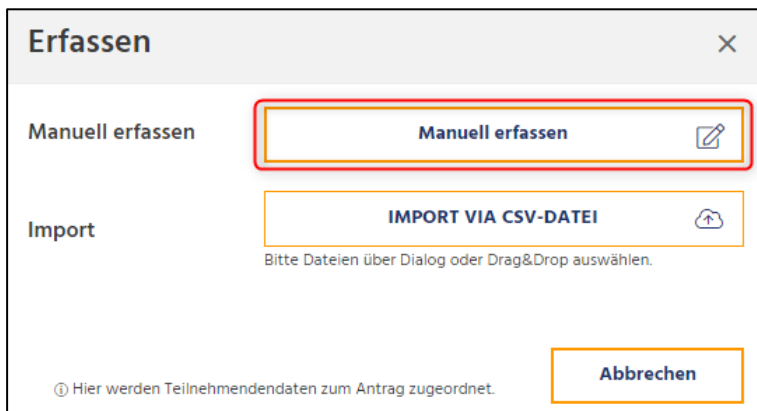 Erfassen
Manuell erfassen
Manuell erfassen
Import
IMPORT VIA CSV-DATEI
Bitte Dateien über Dialog oder Drag&Drop auswählen.
Hier werden Teilnehmendendaten zum Antrag zugeordnet.
Abbrechen